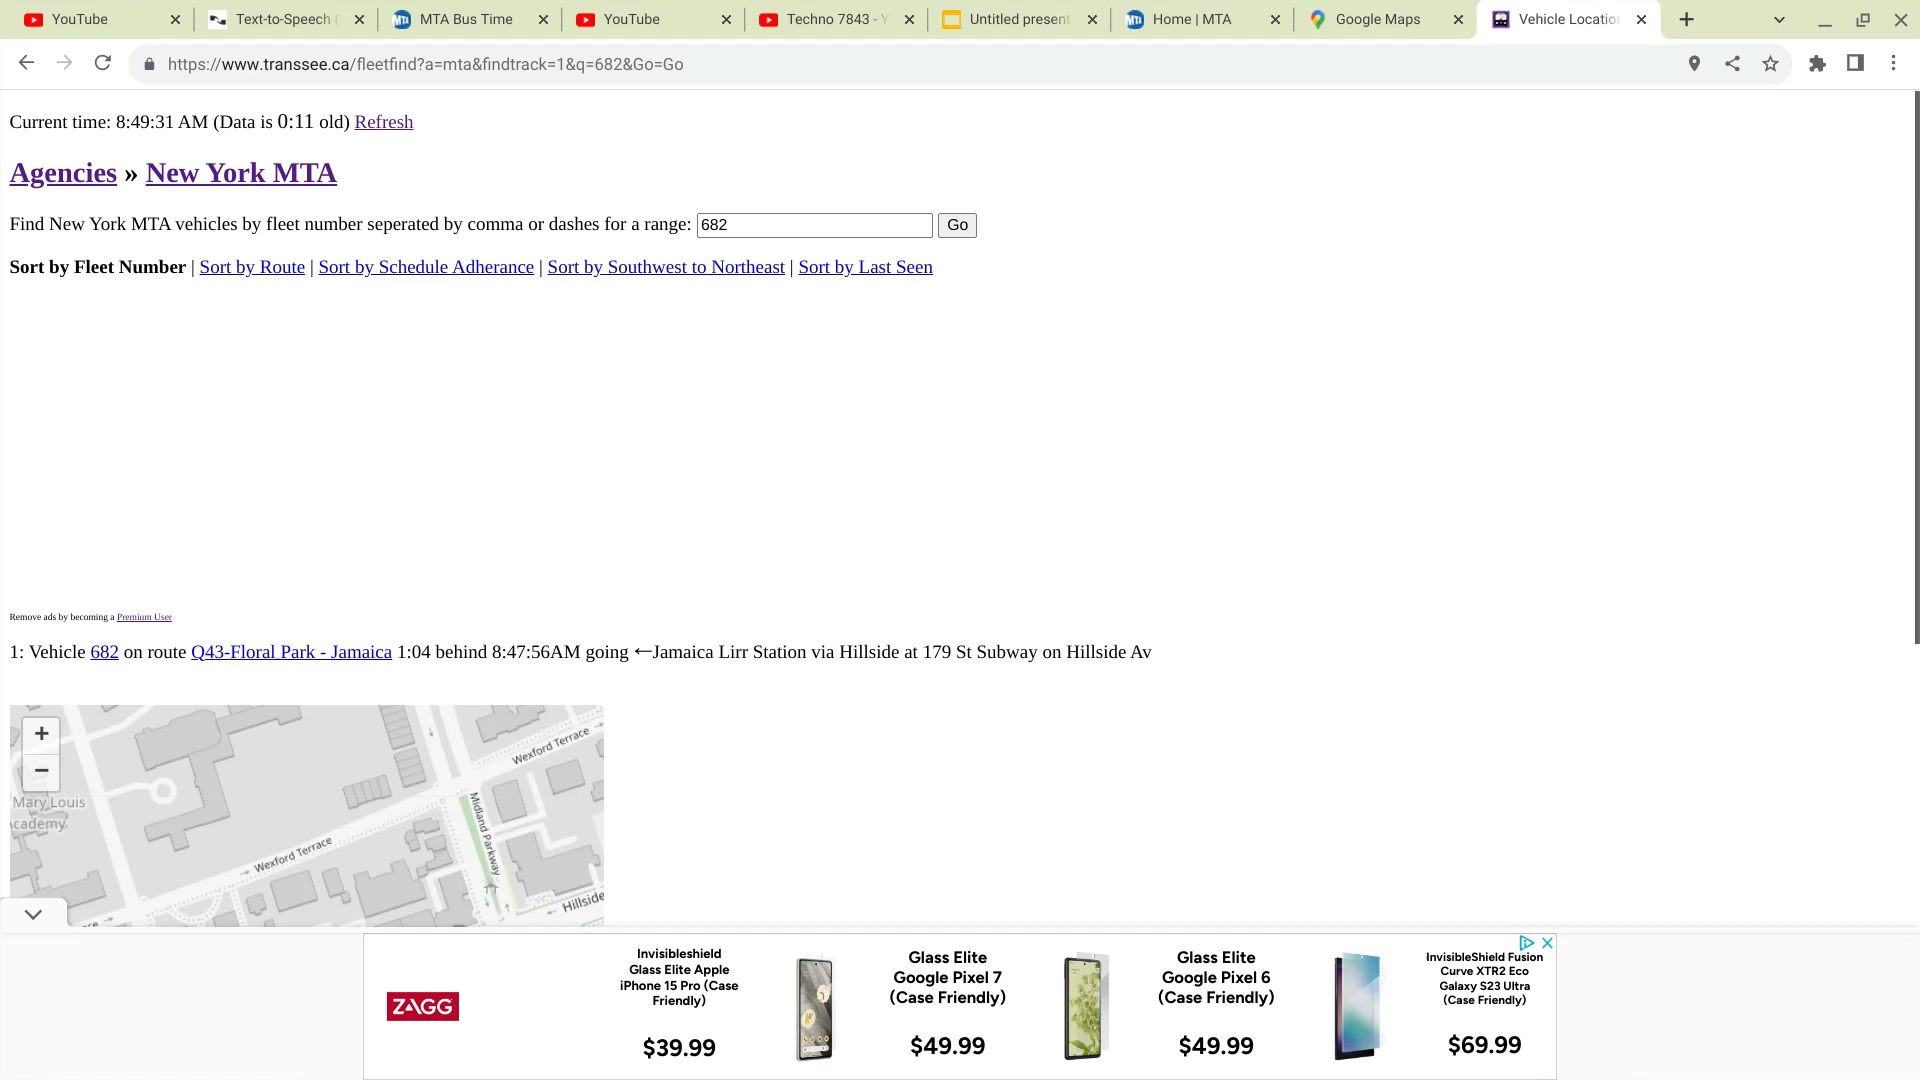 YouTube
Text-to-Speech (
MTA Bus Time
YouTube
Techno 7843 - Y
Untitled present
Home | MTA
Google Maps
Vehicle Locatio
https://www.transsee.ca/fleetfind?a=mta&findtrack=1&q=682&Go=Go
Current time: 8:49:31 AM (Data is 0:11 old) Refresh
Agencies » New York MTA
Find New York MTA vehicles by fleet number seperated by comma or dashes for a range: 682 Go
Sort by Fleet Number | Sort by Route | Sort by Schedule Adherance | Sort by Southwest to Northeast | Sort by Last Seen
Remove ads by becoming a Premium User
1: Vehicle 682 on route Q43-Floral Park - Jamaica 1:04 behind 8:47:56AM going ←Jamaica Lirr Station via Hillside at 179 St Subway on Hillside Av
+
−
Wexford Terrace
Mary Louis
Academy
Midland Parkway
Wexford Terrace
Hillside
ZAGG
Invisibleshield
Glass Elite Apple
iPhone 15 Pro (Case
Friendly)
$39.99
Glass Elite
Google Pixel 7
(Case Friendly)
$49.99
Glass Elite
Google Pixel 6
(Case Friendly)
$49.99
InvisibleShield Fusion
Curve XTR2 Eco
Galaxy S23 Ultra
(Case Friendly)
$69.99